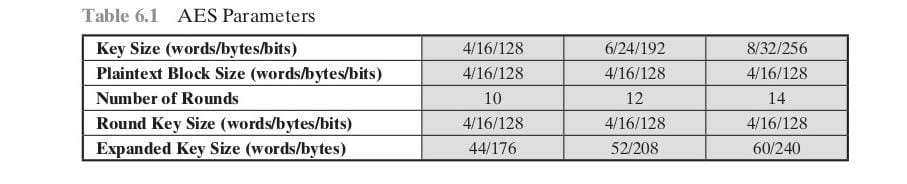 Table 6.1 AES Parameters
Key Size (words/bytes/bits) 4/16/128 6/24/192 8/32/256
Plaintext Block Size (words/bytes/bits) 4/16/128 4/16/128 4/16/128
Number of Rounds 10 12 14
Round Key Size (words/bytes/bits) 4/16/128 4/16/128 4/16/128
Expanded Key Size (words/bytes) 44/176 52/208 60/240